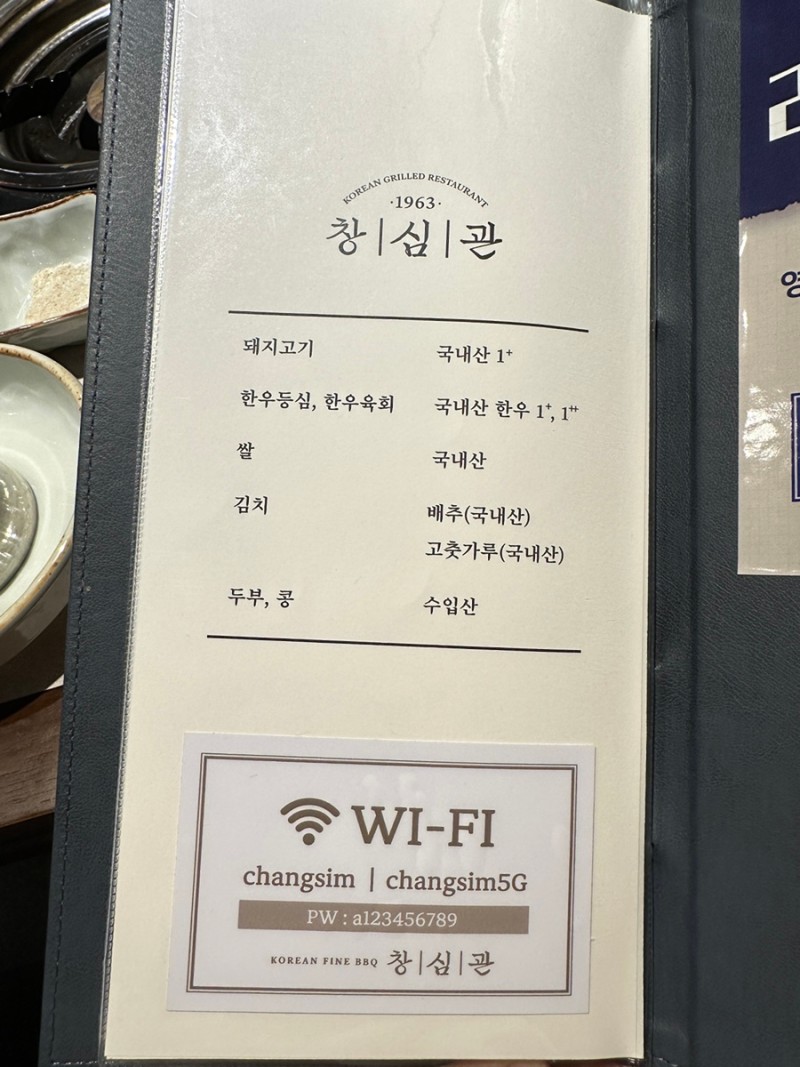 KOREAN GRILLED RESTAURANT
·1963·
창|심|관
돼지고기 국내산 1⁺
한우등심, 한우육회 국내산 한우 1⁺, 1⁺⁺
쌀 국내산
김치 배추(국내산)
고춧가루(국내산)
두부, 콩 수입산
WI-FI
changsim | changsim5G
PW : a123456789
KOREAN FINE BBQ 창|심|관